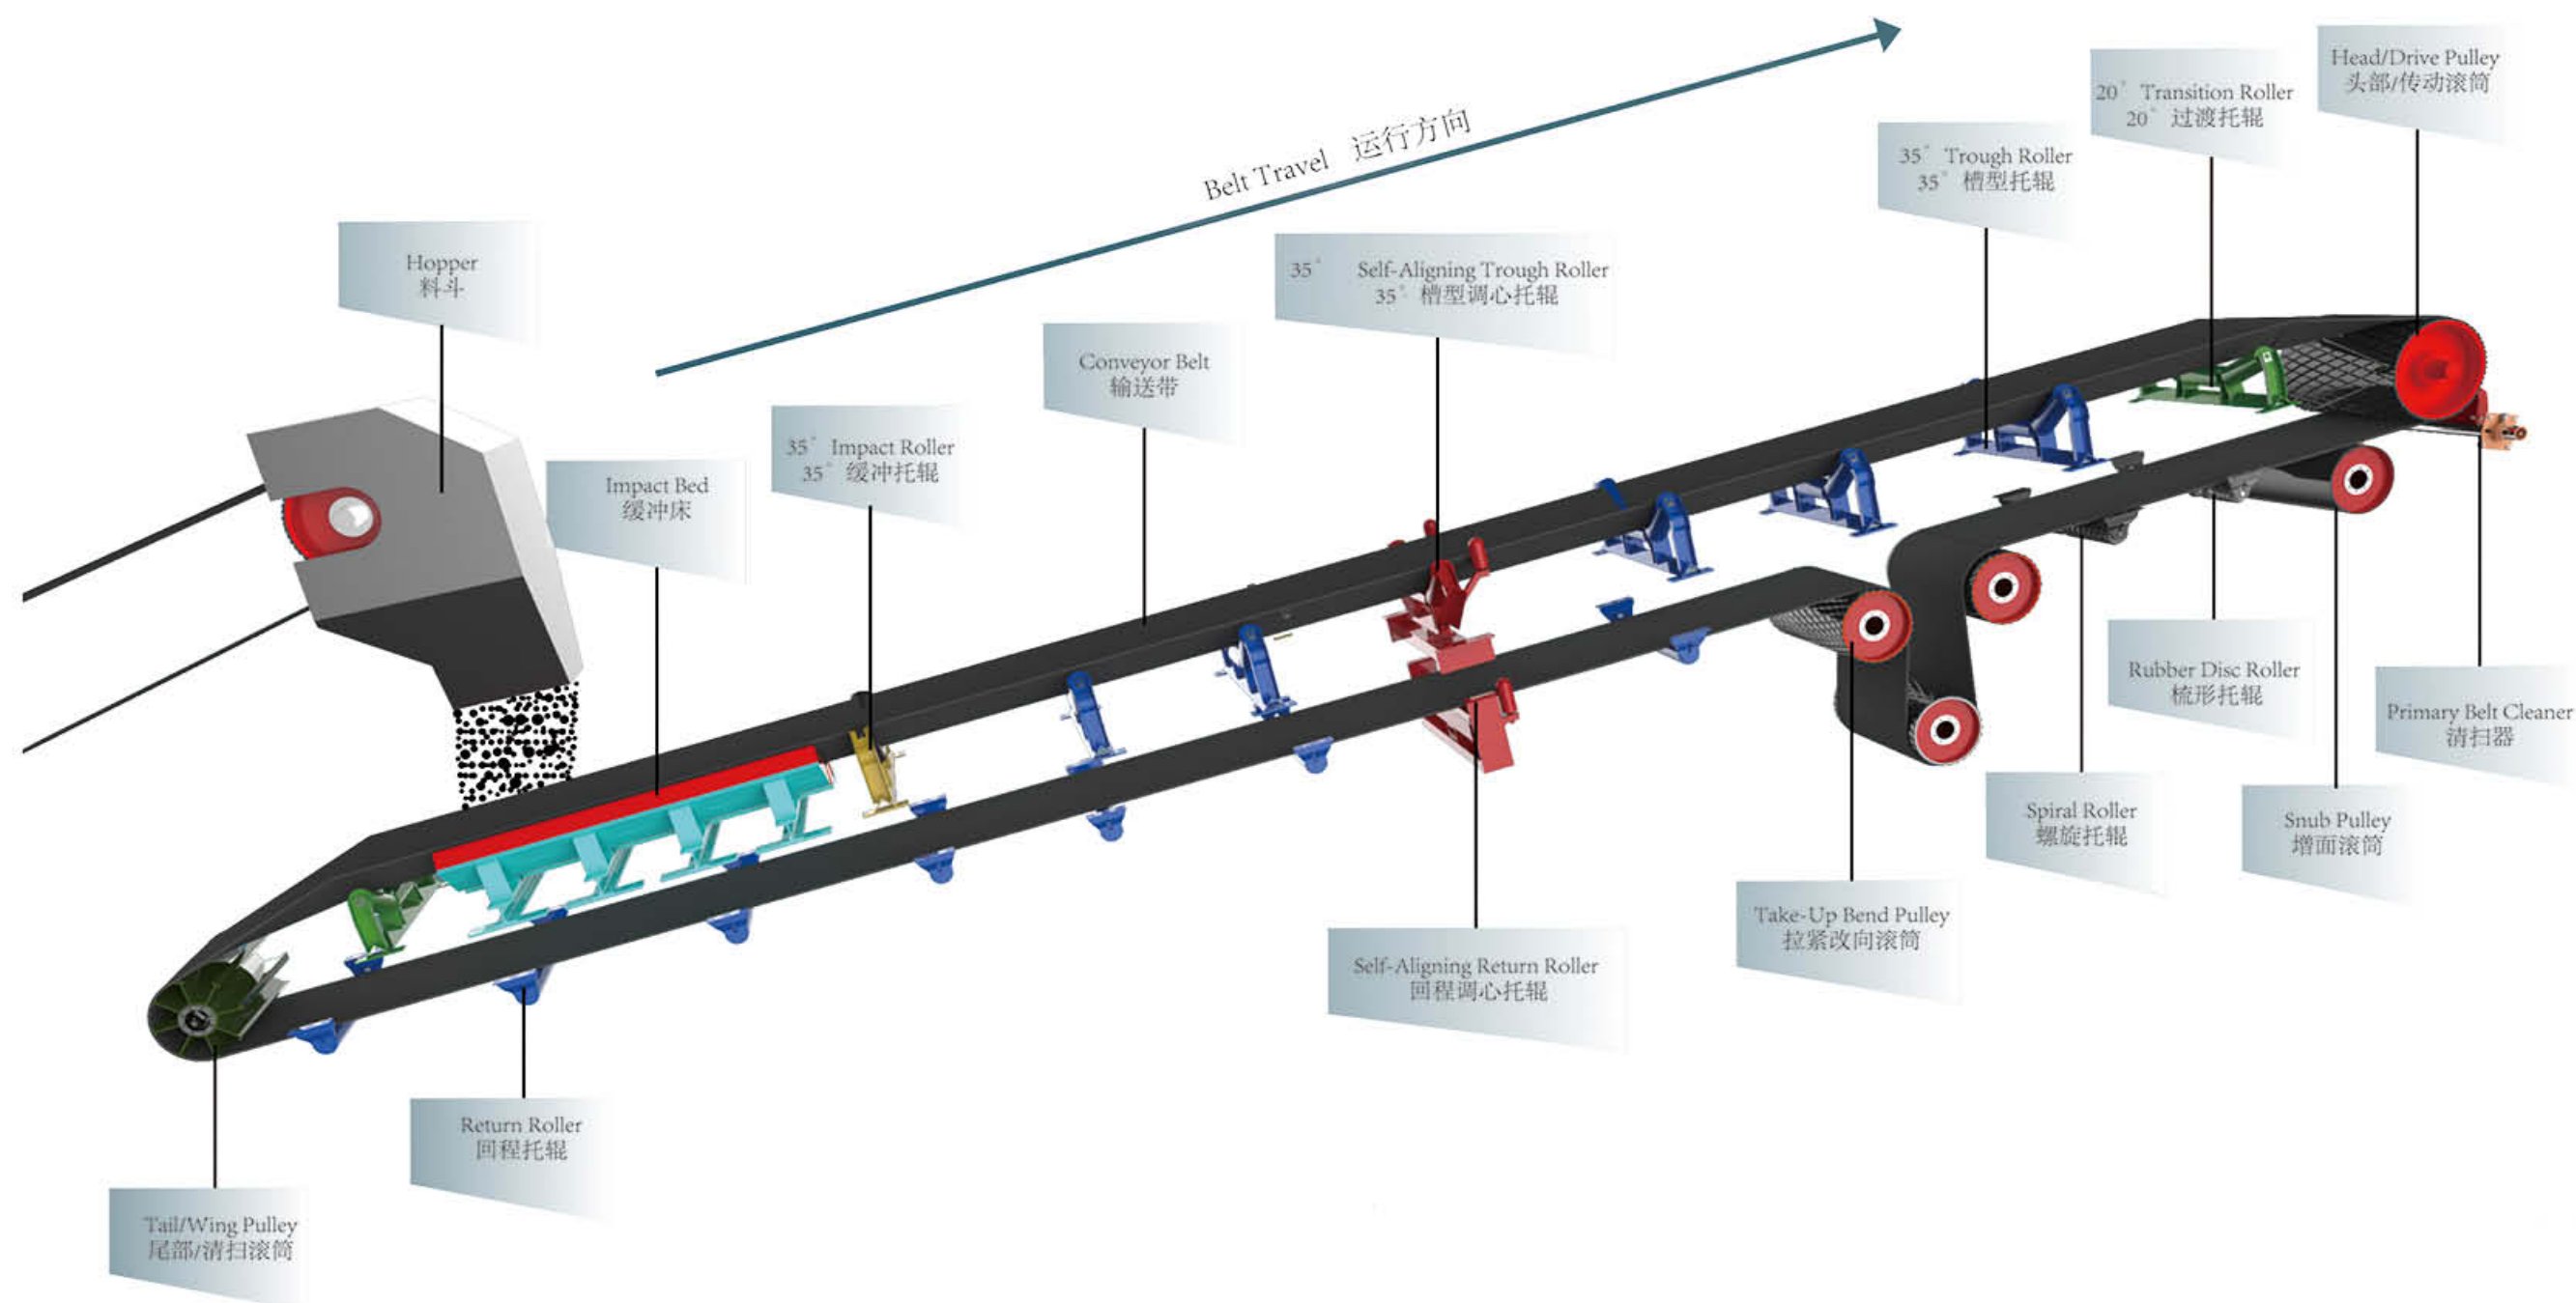 Belt Travel 运行方向
Head/Drive Pulley
头部/传动滚筒
20° Transition Roller
20° 过渡托辊
35° Trough Roller
35° 槽型托辊
35° Self-Aligning Trough Roller
35° 槽型调心托辊
Hopper
料斗
Conveyor Belt
输送带
35° Impact Roller
35° 缓冲托辊
Impact Bed
缓冲床
Rubber Disc Roller
梳形托辊
Primary Belt Cleaner
清扫器
Spiral Roller
螺旋托辊
Snub Pulley
增面滚筒
Take-Up Bend Pulley
拉紧改向滚筒
Self-Aligning Return Roller
回程调心托辊
Return Roller
回程托辊
Tail/Wing Pulley
尾部/清扫滚筒